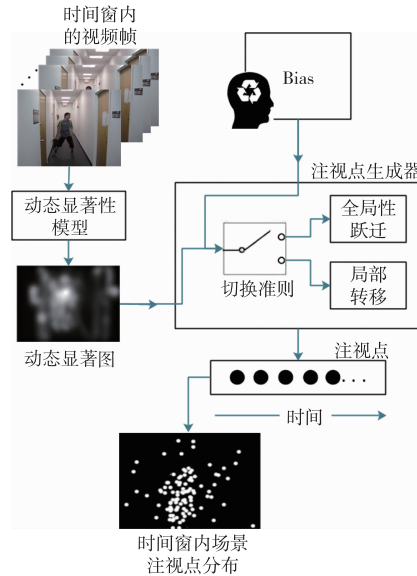 时间窗内
的视频帧
Bias
动态显著性
模型
动态显著图
注视点生成器
切换准则
全局性
跃迁
局部
转移
注视点
...
时间
时间窗内场景
注视点分布